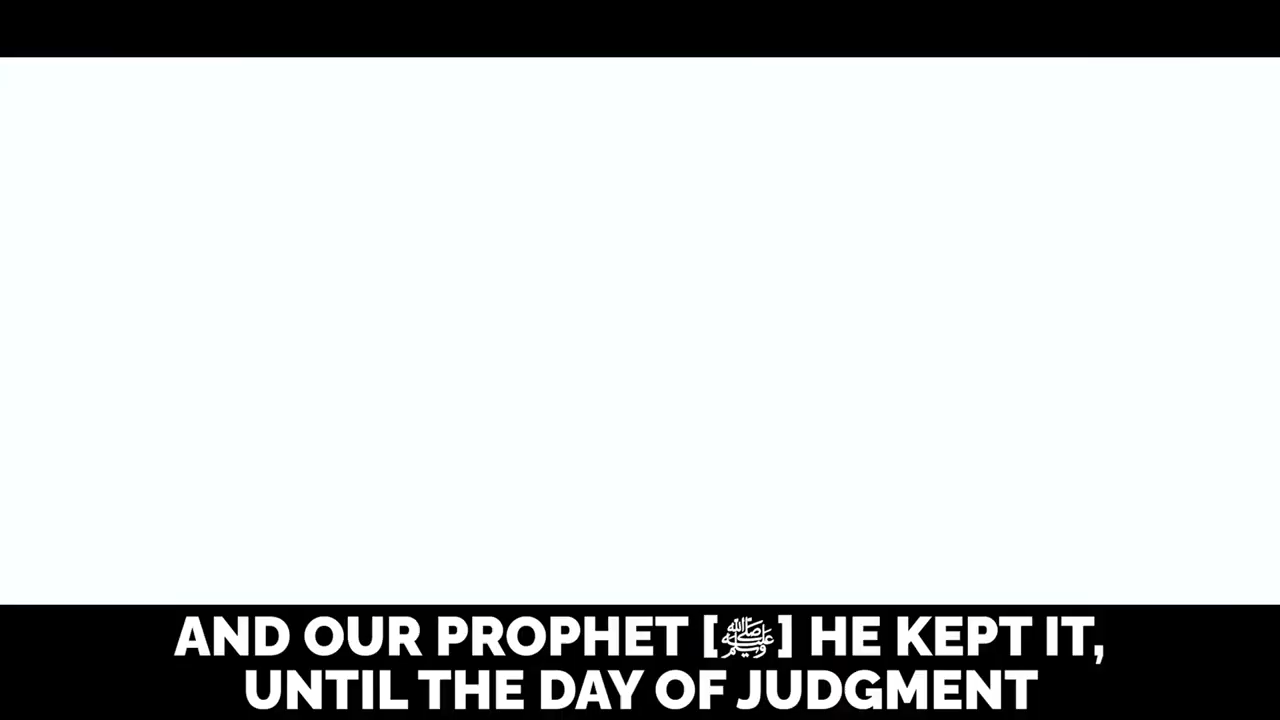 AND OUR PROPHET [ﷺ] HE KEPT IT,
UNTIL THE DAY OF JUDGMENT